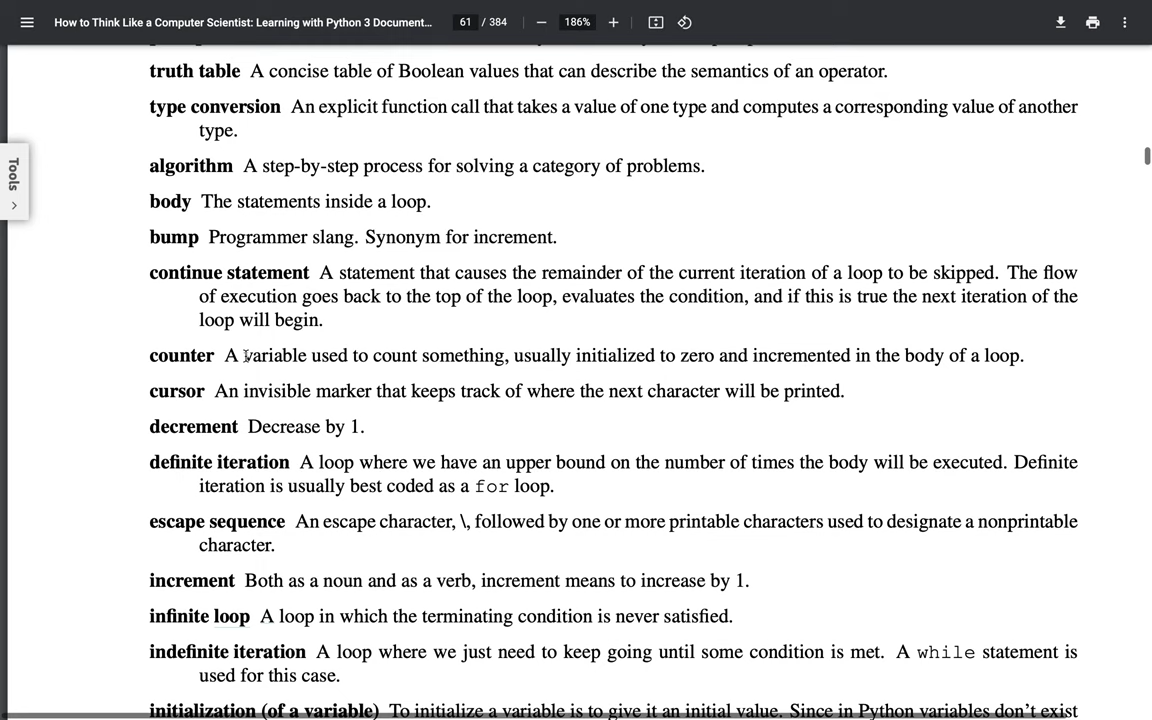 How to Think Like a Computer Scientist: Learning with Python 3 Document...
61 / 384
186%
truth table A concise table of Boolean values that can describe the semantics of an operator.
type conversion An explicit function call that takes a value of one type and computes a corresponding value of another
type.
algorithm A step-by-step process for solving a category of problems.
body The statements inside a loop.
bump Programmer slang. Synonym for increment.
continue statement A statement that causes the remainder of the current iteration of a loop to be skipped. The flow
of execution goes back to the top of the loop, evaluates the condition, and if this is true the next iteration of the
loop will begin.
counter A variable used to count something, usually initialized to zero and incremented in the body of a loop.
cursor An invisible marker that keeps track of where the next character will be printed.
decrement Decrease by 1.
definite iteration A loop where we have an upper bound on the number of times the body will be executed. Definite
iteration is usually best coded as a for loop.
escape sequence An escape character, \, followed by one or more printable characters used to designate a nonprintable
character.
increment Both as a noun and as a verb, increment means to increase by 1.
infinite loop A loop in which the terminating condition is never satisfied.
indefinite iteration A loop where we just need to keep going until some condition is met. A while statement is
used for this case.
initialization (of a variable) To initialize a variable is to give it an initial value. Since in Python variables don't exist
Tools